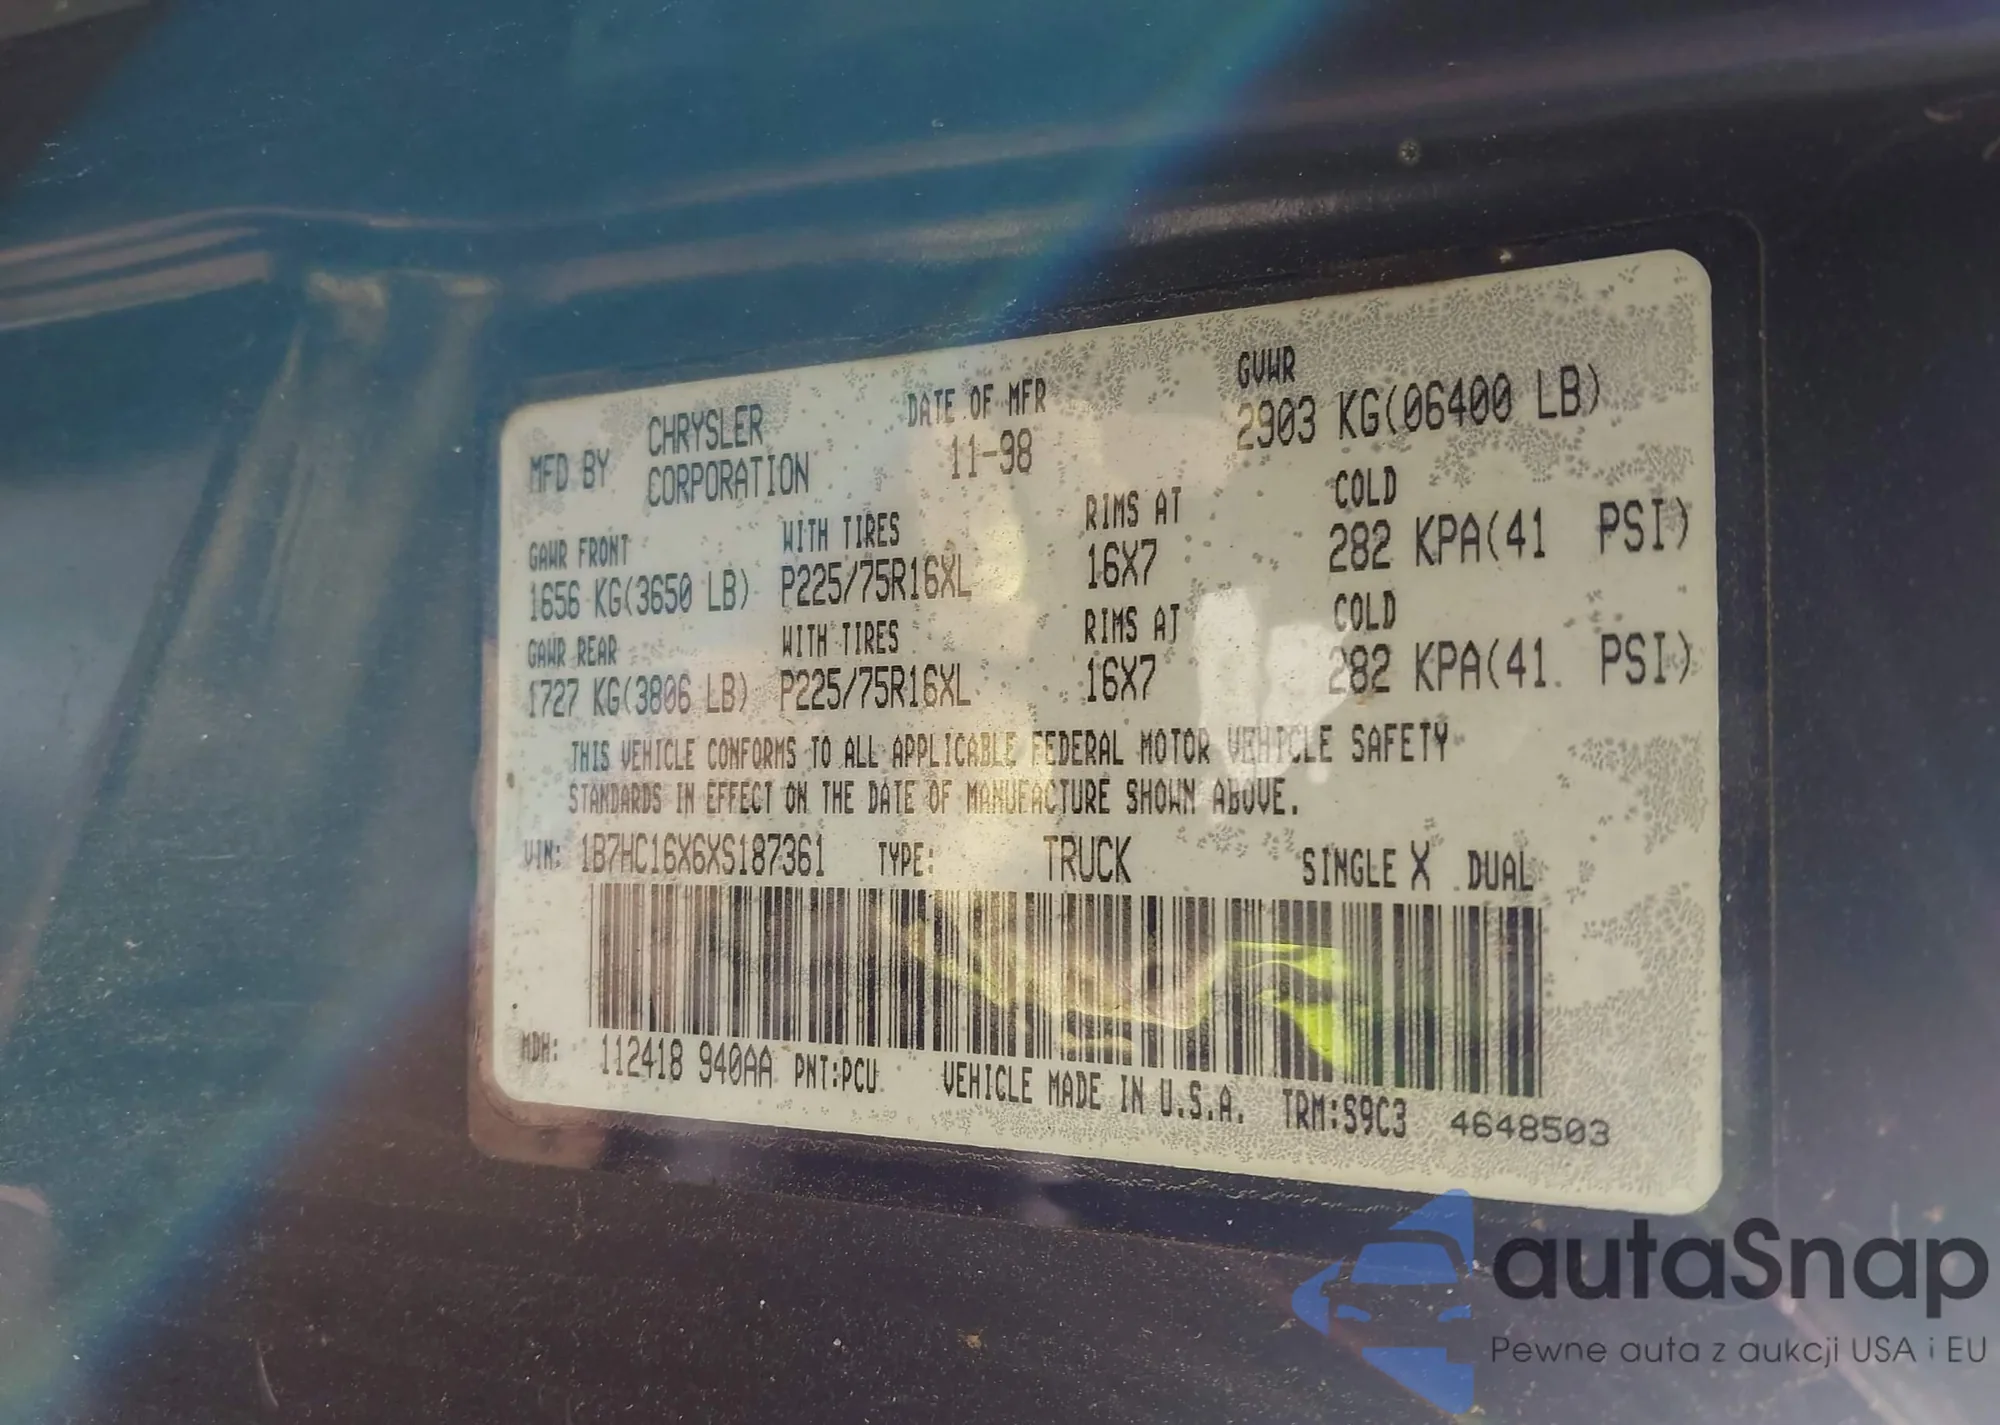 MFD BY CHRYSLER CORPORATION DATE OF MFR 11-98 GVWR 2903 KG(06400 LB)
GAWR FRONT WITH TIRES RIMS AT COLD
1656 KG(3650 LB) P225/75R16XL 16X7 282 KPA(41 PSI)
GAWR REAR WITH TIRES RIMS AT COLD
1727 KG(3806 LB) P225/75R16XL 16X7 282 KPA(41 PSI)
THIS VEHICLE CONFORMS TO ALL APPLICABLE FEDERAL MOTOR VEHICLE SAFETY
STANDARDS IN EFFECT ON THE DATE OF MANUFACTURE SHOWN ABOVE.
VIN: 1B7HC16X6XS187361 TYPE: TRUCK SINGLE X DUAL
MDH: 112418 940AA PNT:PCU VEHICLE MADE IN U.S.A. TRM:S9C3 4648503
autaSnap
Pewne auta z aukcji USA i EU